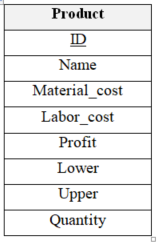 Product
ID
Name
Material_cost
Labor_cost
Profit
Lower
Upper
Quantity